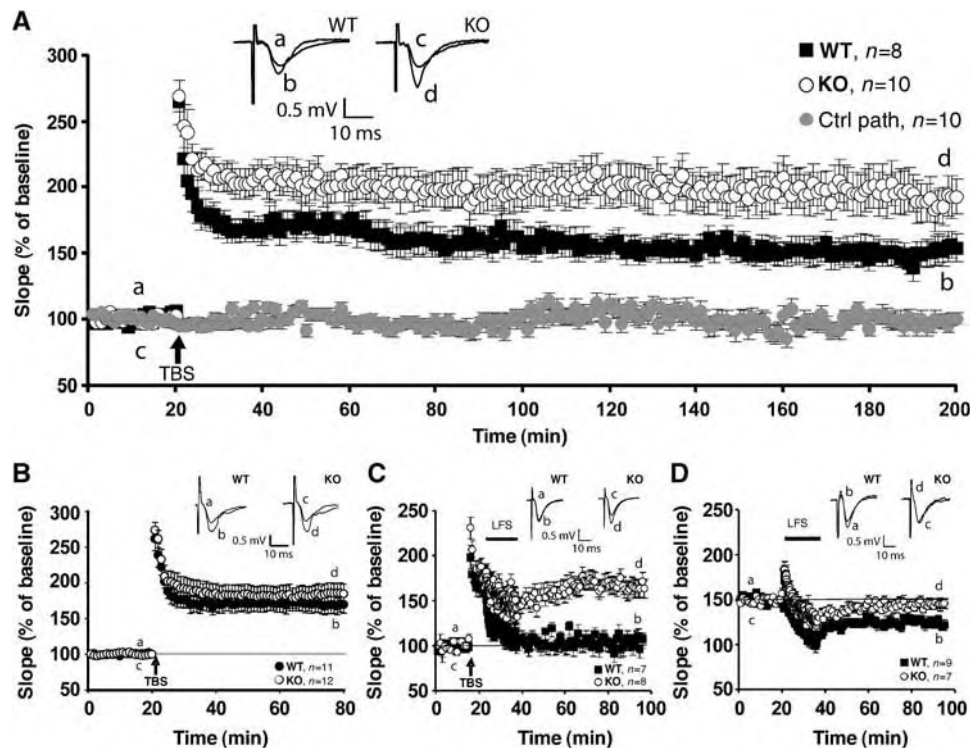 A
WT
KO
a
b
c
d
0.5 mV
10 ms
WT, n=8
KO, n=10
Ctrl path, n=10
Slope (% of baseline)
300
250
200
150
100
50
d
b
a
c
TBS
0 20 40 60 80 100 120 140 160 180 200
Time (min)
B
WT
KO
a
b
c
d
0.5 mV
10 ms
Slope (% of baseline)
300
250
200
150
100
50
d
b
a
c
TBS
WT, n=11
KO, n=12
0 20 40 60 80
Time (min)
C
WT
KO
a
b
c
d
LFS
0.5 mV
10 ms
Slope (% of baseline)
250
200
150
100
50
d
b
a
c
TBS
WT, n=7
KO, n=8
0 20 40 60 80 100
Time (min)
D
WT
KO
b
a
d
c
LFS
0.5 mV
10 ms
Slope (% of baseline)
250
200
150
100
50
a
c
d
b
WT, n=9
KO, n=7
0 20 40 60 80 100
Time (min)